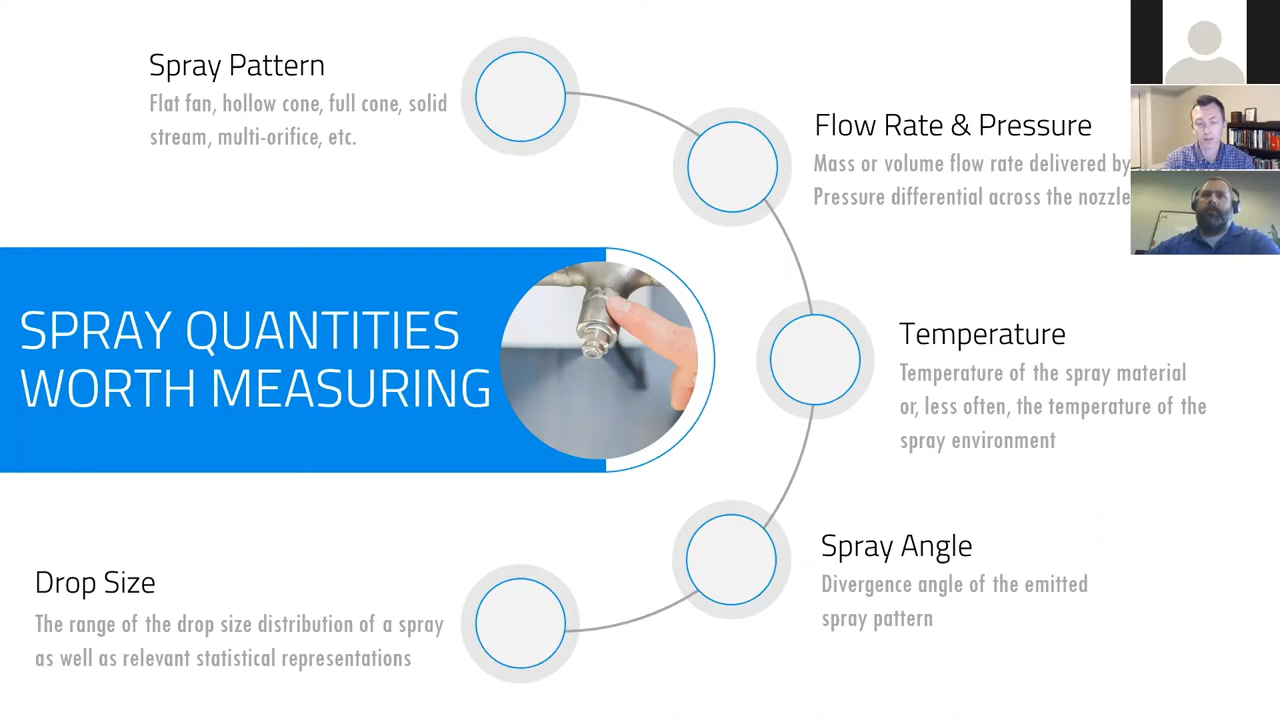 Spray Pattern
Flat fan, hollow cone, full cone, solid
stream, multi-orifice, etc.
Flow Rate & Pressure
Mass or volume flow rate delivered by
Pressure differential across the nozzle
SPRAY QUANTITIES
WORTH MEASURING
Temperature
Temperature of the spray material
or, less often, the temperature of the
spray environment
Spray Angle
Divergence angle of the emitted
spray pattern
Drop Size
The range of the drop size distribution of a spray
as well as relevant statistical representations